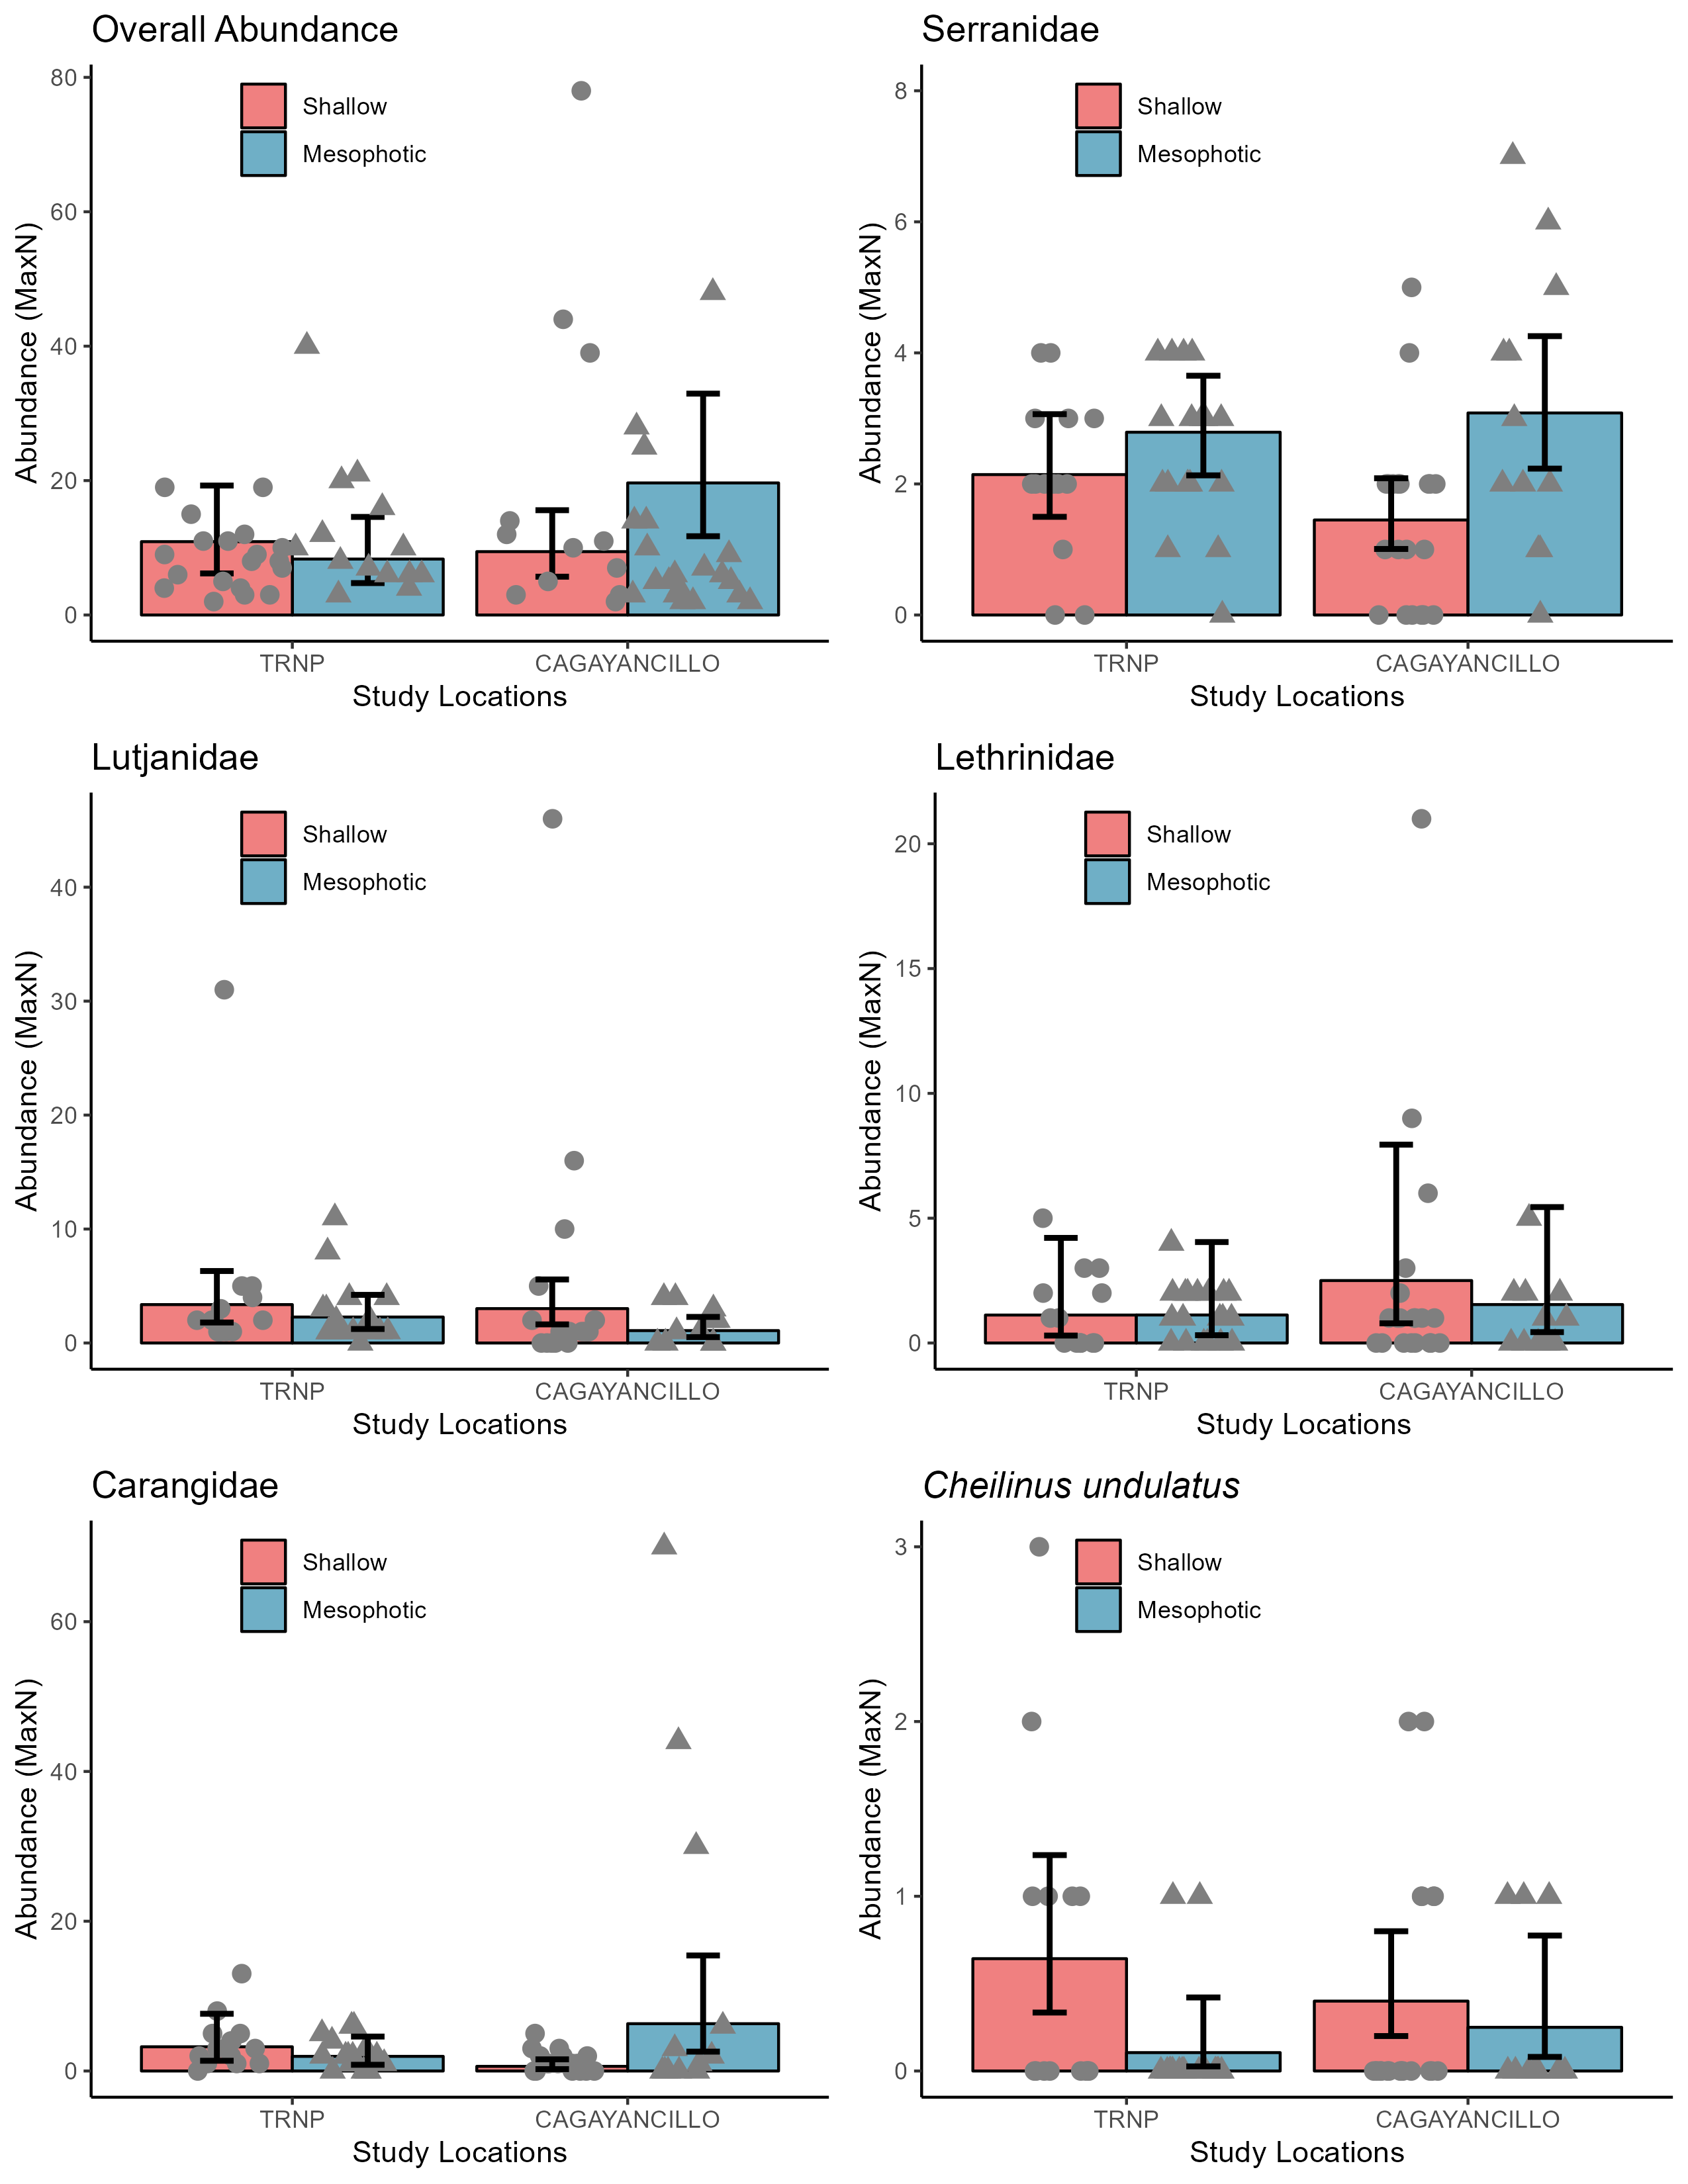 Overall Abundance
Abundance (MaxN)
80
60
40
20
0
Shallow
Mesophotic
TRNP
CAGAYANCILLO
Study Locations
Serranidae
Abundance (MaxN)
8
6
4
2
0
Shallow
Mesophotic
TRNP
CAGAYANCILLO
Study Locations
Lutjanidae
Abundance (MaxN)
40
30
20
10
0
Shallow
Mesophotic
TRNP
CAGAYANCILLO
Study Locations
Lethrinidae
Abundance (MaxN)
20
15
10
5
0
Shallow
Mesophotic
TRNP
CAGAYANCILLO
Study Locations
Carangidae
Abundance (MaxN)
60
40
20
0
Shallow
Mesophotic
TRNP
CAGAYANCILLO
Study Locations
Cheilinus undulatus
Abundance (MaxN)
3
2
1
0
Shallow
Mesophotic
TRNP
CAGAYANCILLO
Study Locations